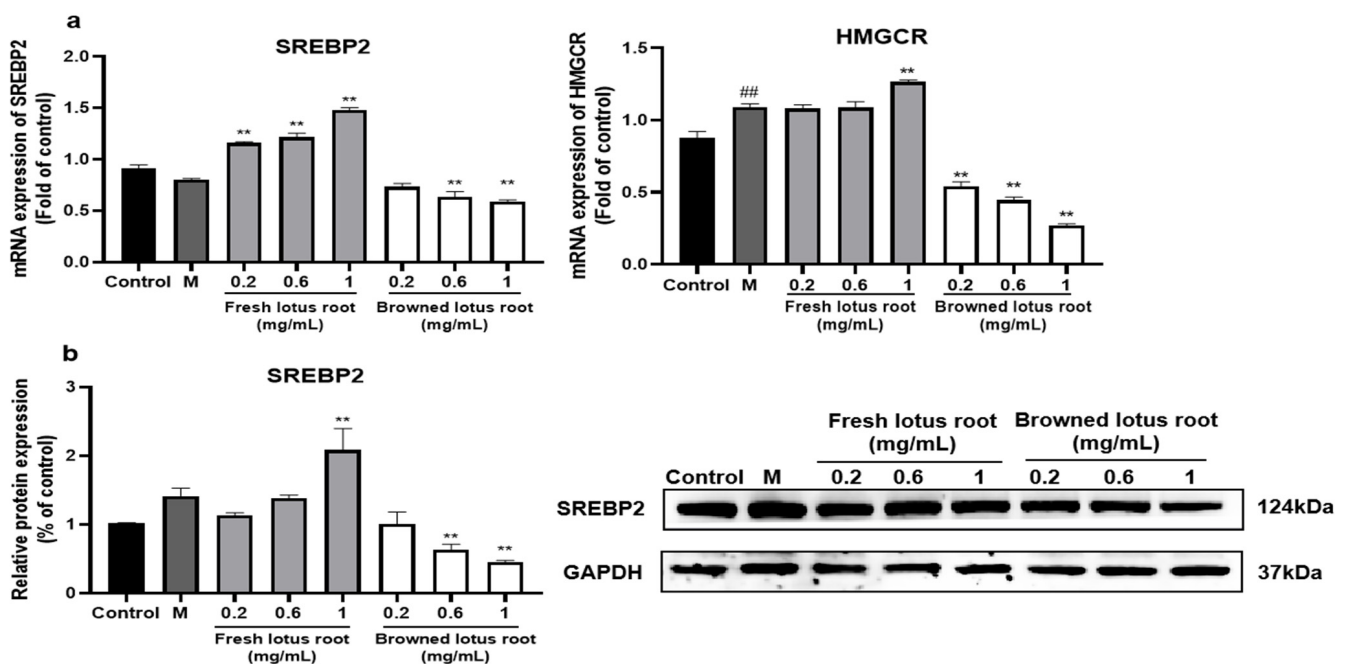 a
SREBP2
mRNA expression of SREBP2
(Fold of control)
2.0
1.5
1.0
0.5
0.0
** ** ** ** **
Control M 0.2 0.6 1 0.2 0.6 1
Fresh lotus root Browned lotus root
(mg/mL) (mg/mL)
HMGCR
mRNA expression of HMGCR
(Fold of control)
1.5
1.0
0.5
0.0
## ** ** ** **
Control M 0.2 0.6 1 0.2 0.6 1
Fresh lotus root Browned lotus root
(mg/mL) (mg/mL)
b
SREBP2
Relative protein expression
(% of control)
3
2
1
0
** ** **
Control M 0.2 0.6 1 0.2 0.6 1
Fresh lotus root Browned lotus root
(mg/mL) (mg/mL)
Fresh lotus root Browned lotus root
(mg/mL) (mg/mL)
Control M 0.2 0.6 1 0.2 0.6 1
SREBP2 124kDa
GAPDH 37kDa